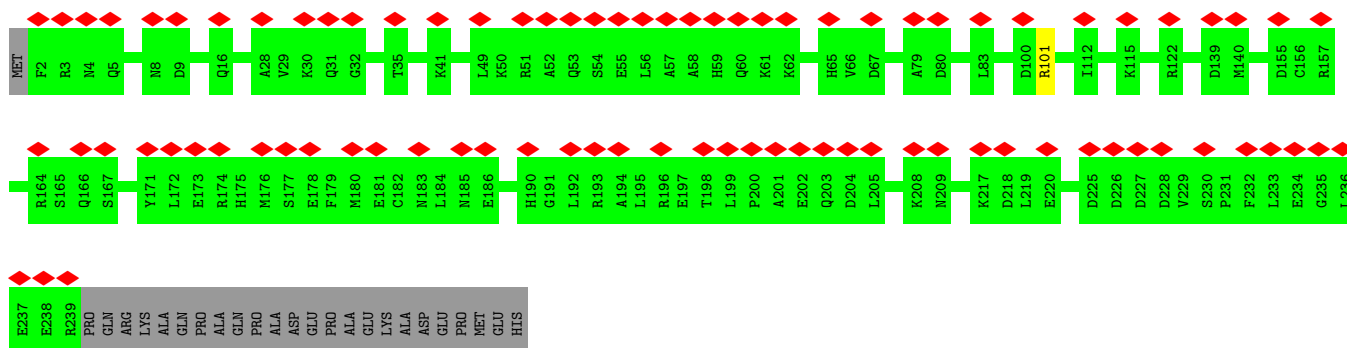 MET F2 R3 N4 Q5 N8 D9 Q16 A28 V29 K30 Q31 G32 T35 K41 L49 K50 R51 A52 Q53 S54 E55 L56 A57 A58 H59 Q60 K61 K62 H65 V66 D67 A79 D80 L83 D100 R101 I112 K115 R122 D139 M140 D155 C156 R157
R164 S165 Q166 S167 Y171 L172 E173 R174 H175 M176 S177 E178 F179 M180 E181 C182 N183 L184 N185 E186 H190 G191 L192 R193 A194 L195 R196 E197 T198 L199 P200 A201 E202 Q203 D204 L205 K208 N209 K217 D218 L219 E220 D225 D226 D227 D228 V229 S230 P231 F232 L233 E234 G235 L236
E237 E238 R239 PRO GLN ARG LYS ALA GLN PRO ALA GLN PRO ALA ASP GLU PRO ALA GLU LYS ALA ASP GLU PRO MET GLU HIS